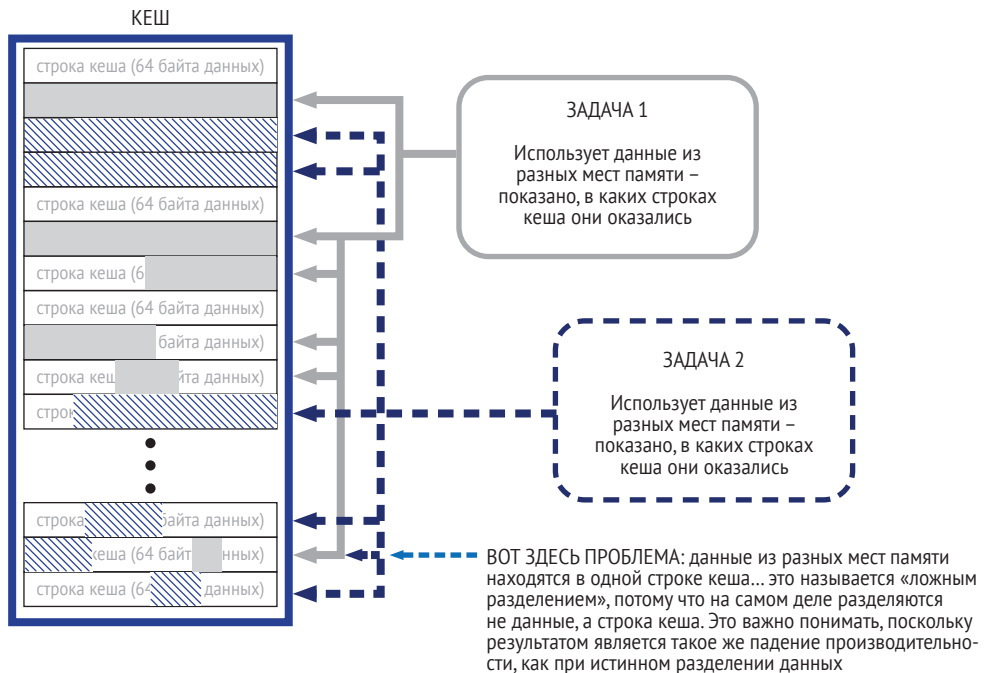 КЕШ
строка кеша (64 байта данных)
строка кеша (64 байта данных)
строка кеша (6
строка кеша (64 байта данных)
байта данных)
строка кеш йта данных)
строк
строка байта данных)
кеша (64 байт нных)
строка кеша (64 данных)
ЗАДАЧА 1
Использует данные из
разных мест памяти –
показано, в каких строках
кеша они оказались
ЗАДАЧА 2
Использует данные из
разных мест памяти –
показано, в каких строках
кеша они оказались
ВОТ ЗДЕСЬ ПРОБЛЕМА: данные из разных мест памяти
находятся в одной строке кеша... это называется «ложным
разделением», потому что на самом деле разделяются
не данные, а строка кеша. Это важно понимать, поскольку
результатом является такое же падение производительно-
сти, как при истинном разделении данных